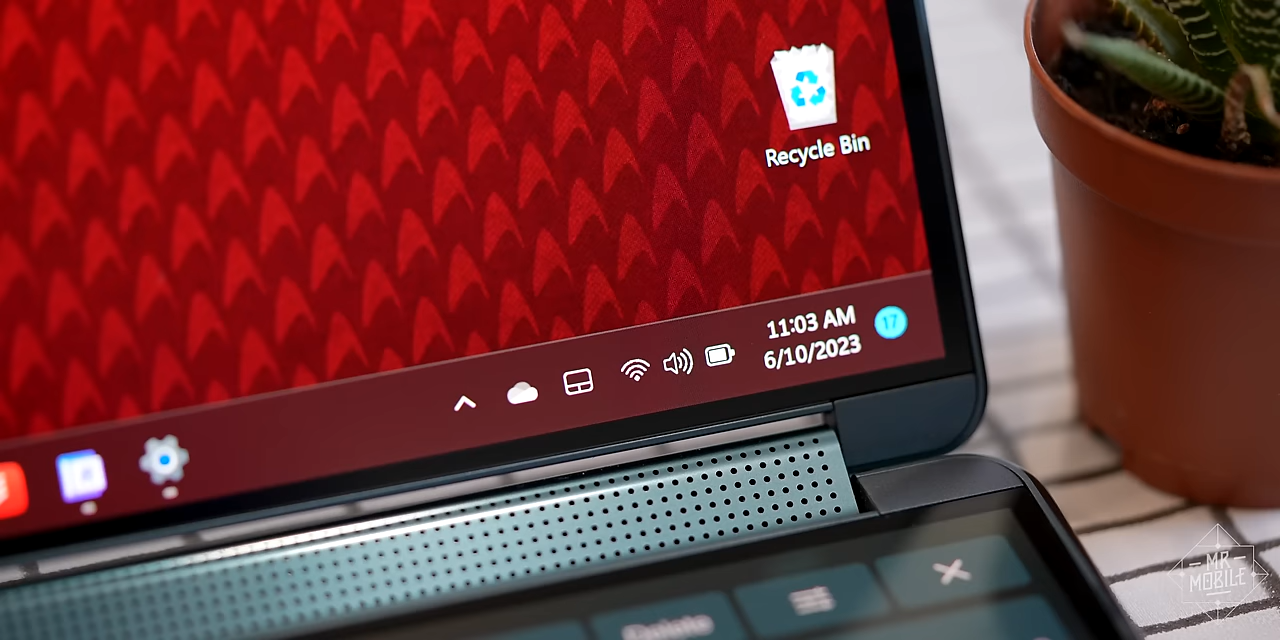 Recycle Bin
11:03 AM
6/10/2023
17
Delete
MR
MOBILE